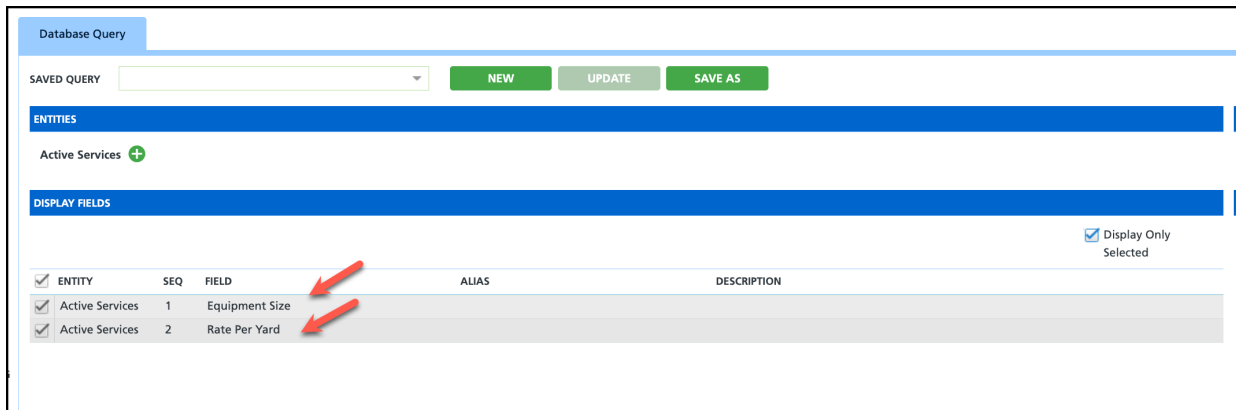 Database Query
SAVED QUERY NEW UPDATE SAVE AS
ENTITIES
Active Services
DISPLAY FIELDS
Display Only
Selected
ENTITY SEQ FIELD ALIAS DESCRIPTION
Active Services 1 Equipment Size
Active Services 2 Rate Per Yard